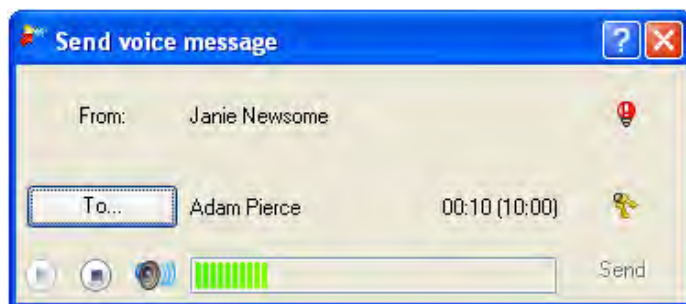 Send voice message
From: Janie Newsome
To... Adam Pierce 00:10 (10:00)
Send